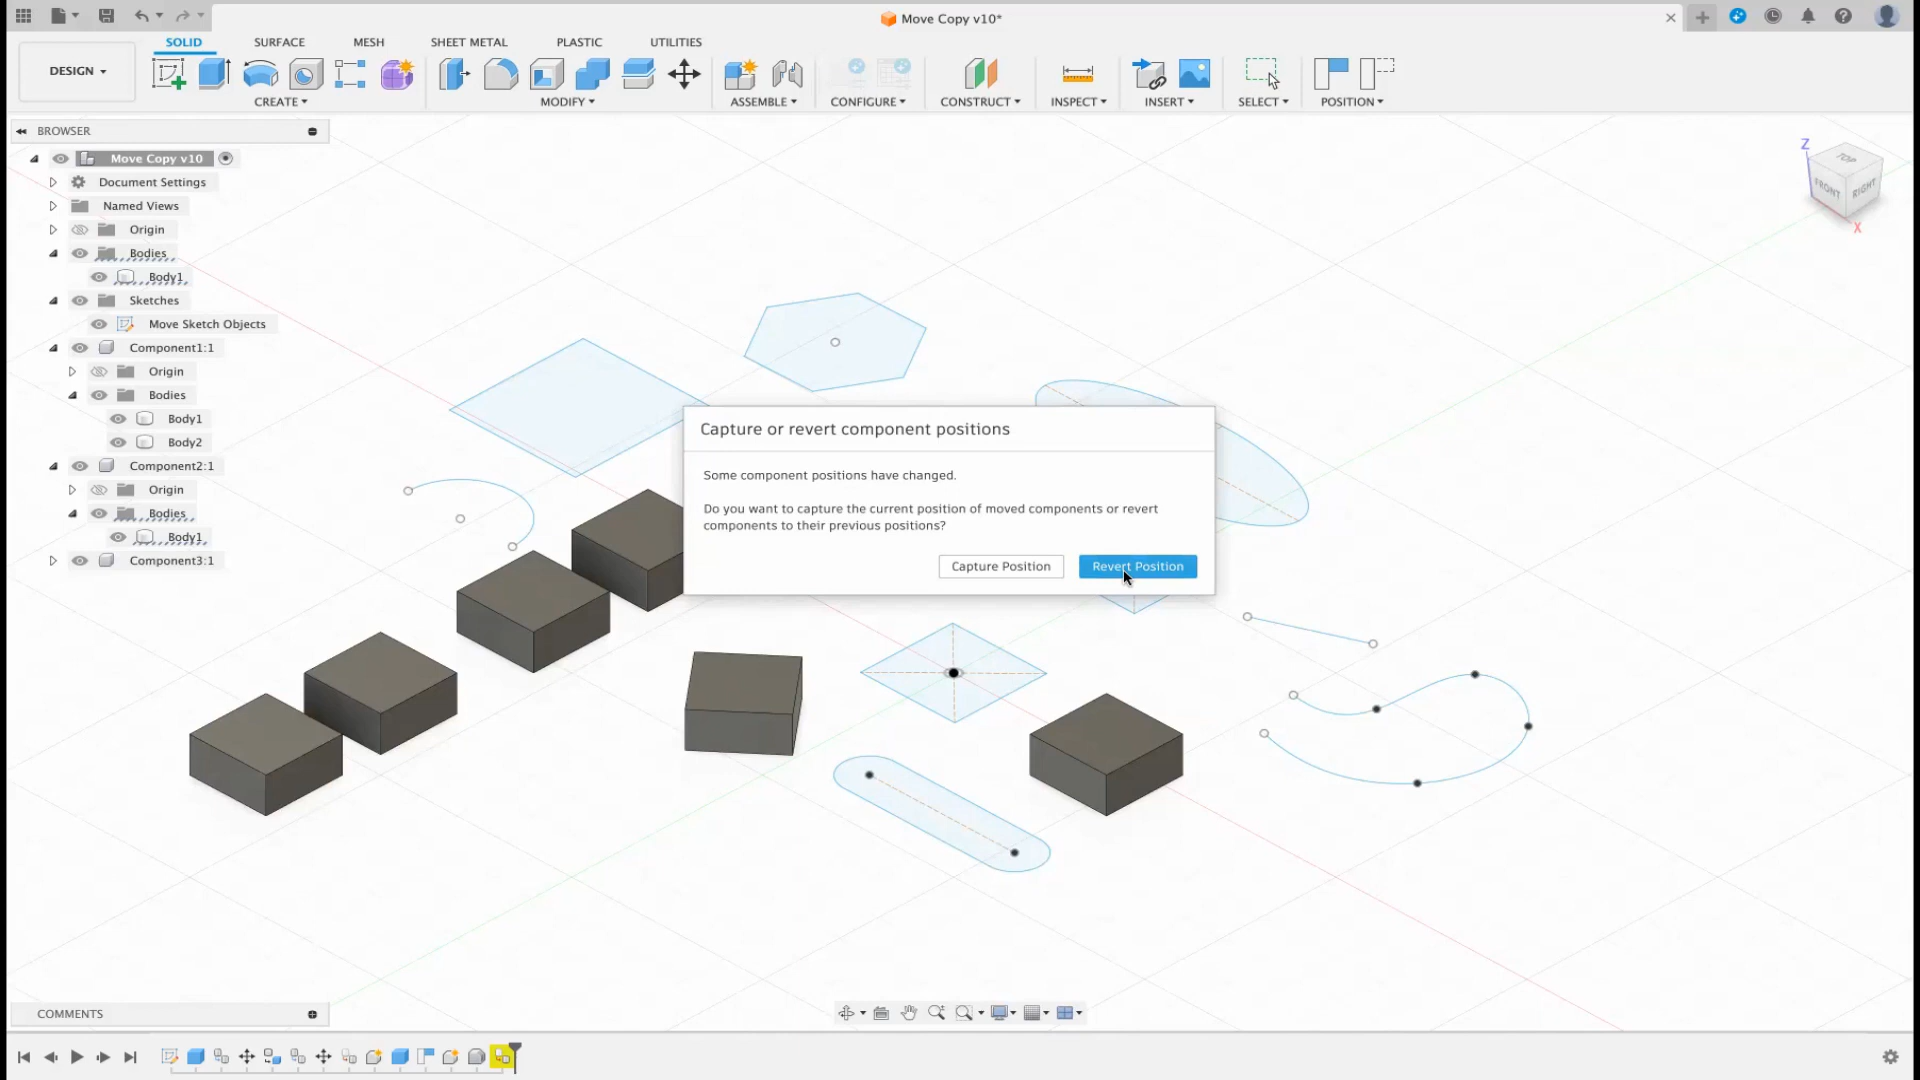 Move Copy v10*
SOLID SURFACE MESH SHEET METAL PLASTIC UTILITIES
DESIGN
CREATE MODIFY ASSEMBLE CONFIGURE CONSTRUCT INSPECT INSERT SELECT POSITION
BROWSER
Move Copy v10
Document Settings
Named Views
Origin
Bodies
Body1
Sketches
Move Sketch Objects
Component1:1
Origin
Bodies
Body1
Body2
Component2:1
Origin
Bodies
Body1
Component3:1
Z
TOP
FRONT RIGHT
X
Capture or revert component positions
Some component positions have changed.
Do you want to capture the current position of moved components or revert
components to their previous positions?
Capture Position Revert Position
COMMENTS